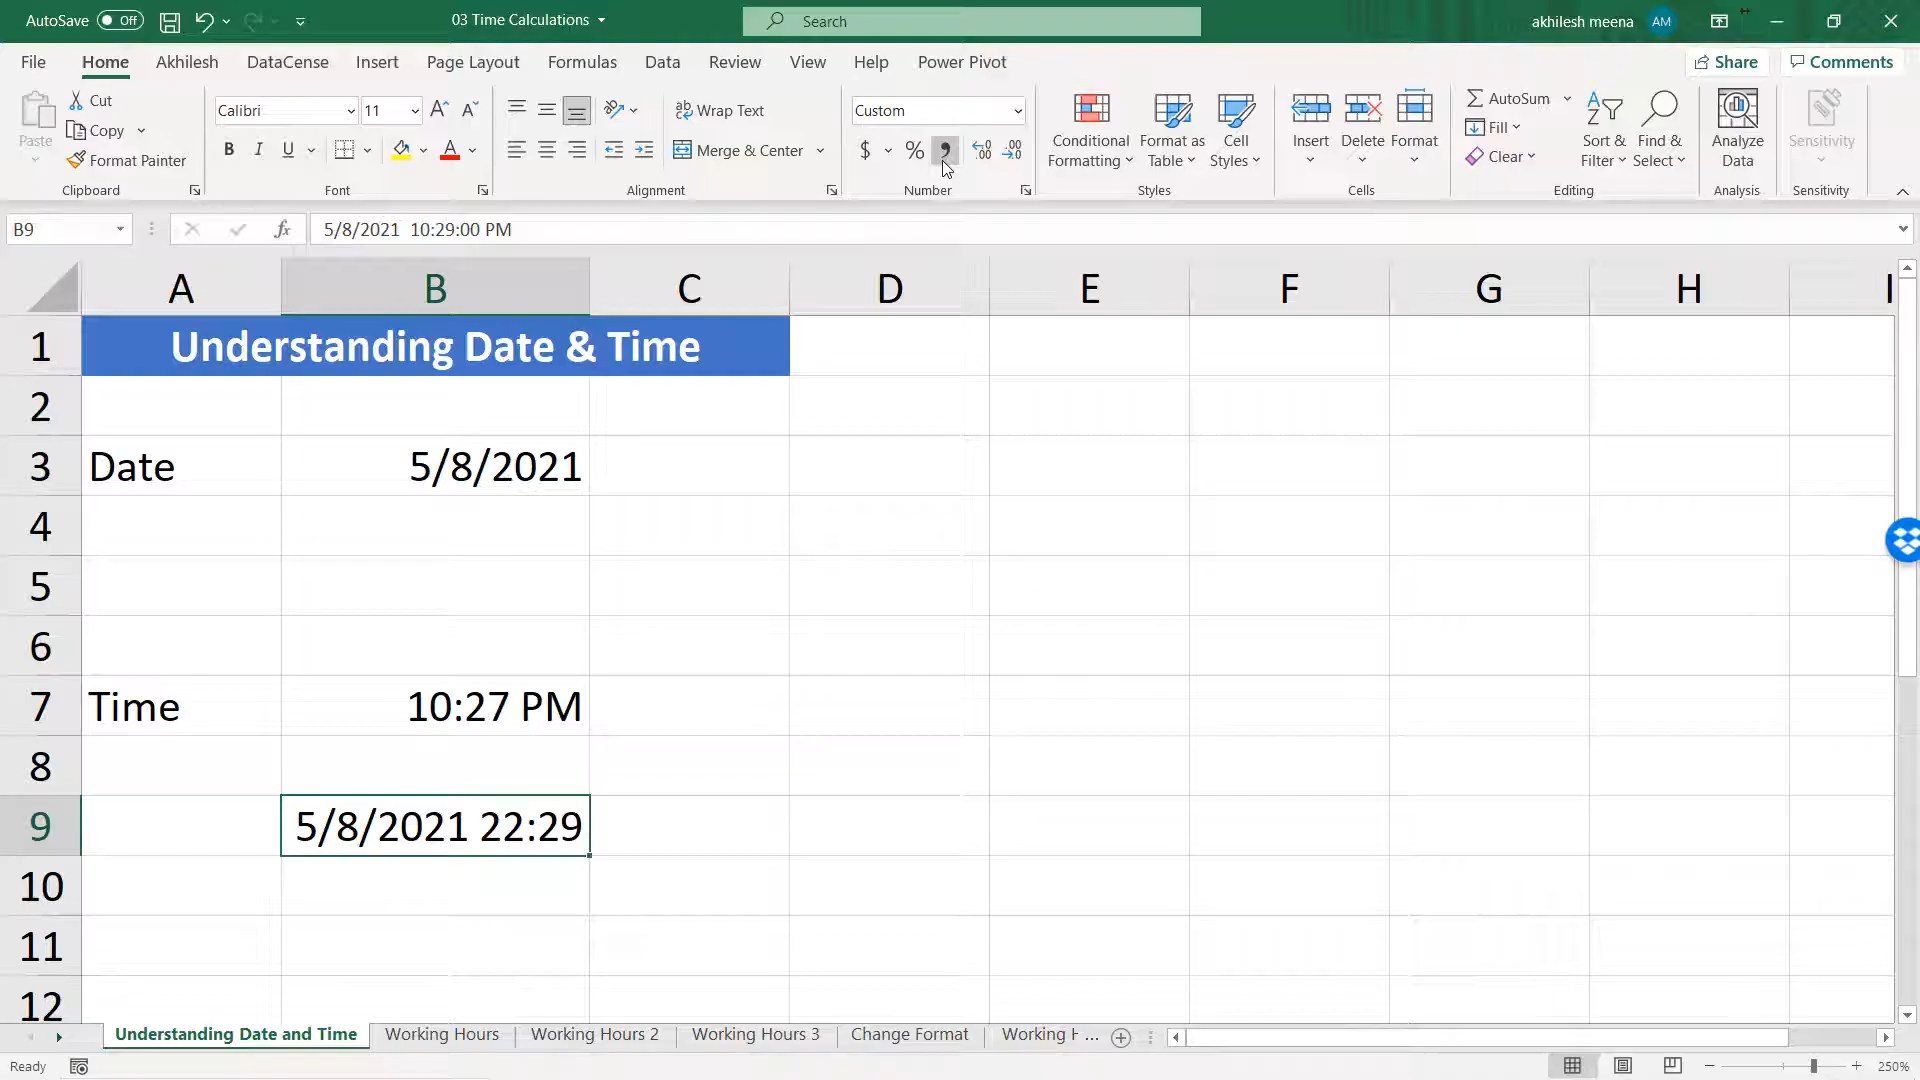 AutoSave Off 03 Time Calculations Search akhilesh meena AM
File Home Akhilesh DataCense Insert Page Layout Formulas Data Review View Help Power Pivot Share Comments
Paste Cut Copy Format Painter Clipboard
Calibri 11 B I U A Font
Wrap Text Merge & Center Alignment
Custom $ % Number
Conditional Formatting Format as Table Cell Styles Styles
Insert Delete Format Cells
AutoSum Fill Clear Sort & Filter Find & Select Editing
Analyze Data Analysis
Sensitivity Sensitivity
B9 fx 5/8/2021 10:29:00 PM
A B C D E F G H I
1 Understanding Date & Time
2
3 Date 5/8/2021
4
5
6
7 Time 10:27 PM
8
9 5/8/2021 22:29
10
11
12
Understanding Date and Time Working Hours Working Hours 2 Working Hours 3 Change Format Working H ...
Ready 250%